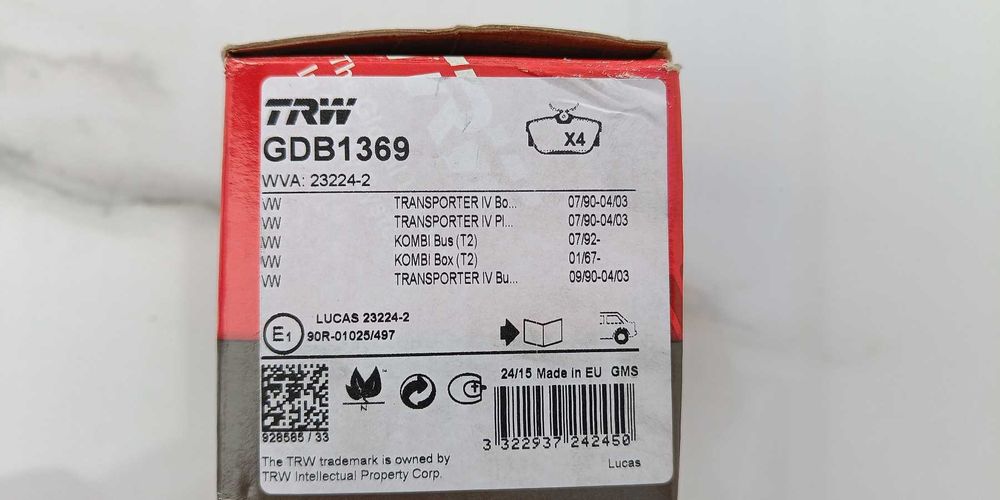 TRW
GDB1369
X4
WVA: 23224-2
VW TRANSPORTER IV Bo... 07/90-04/03
VW TRANSPORTER IV Pl... 07/90-04/03
VW KOMBI Bus (T2) 07/92-
VW KOMBI Box (T2) 01/67-
VW TRANSPORTER IV Bu... 09/90-04/03
E1
LUCAS 23224-2
90R-01025/497
24/15 Made in EU GMS
N
928585 / 33
3 322937 242450
The TRW trademark is owned by
TRW Intellectual Property Corp.
Lucas